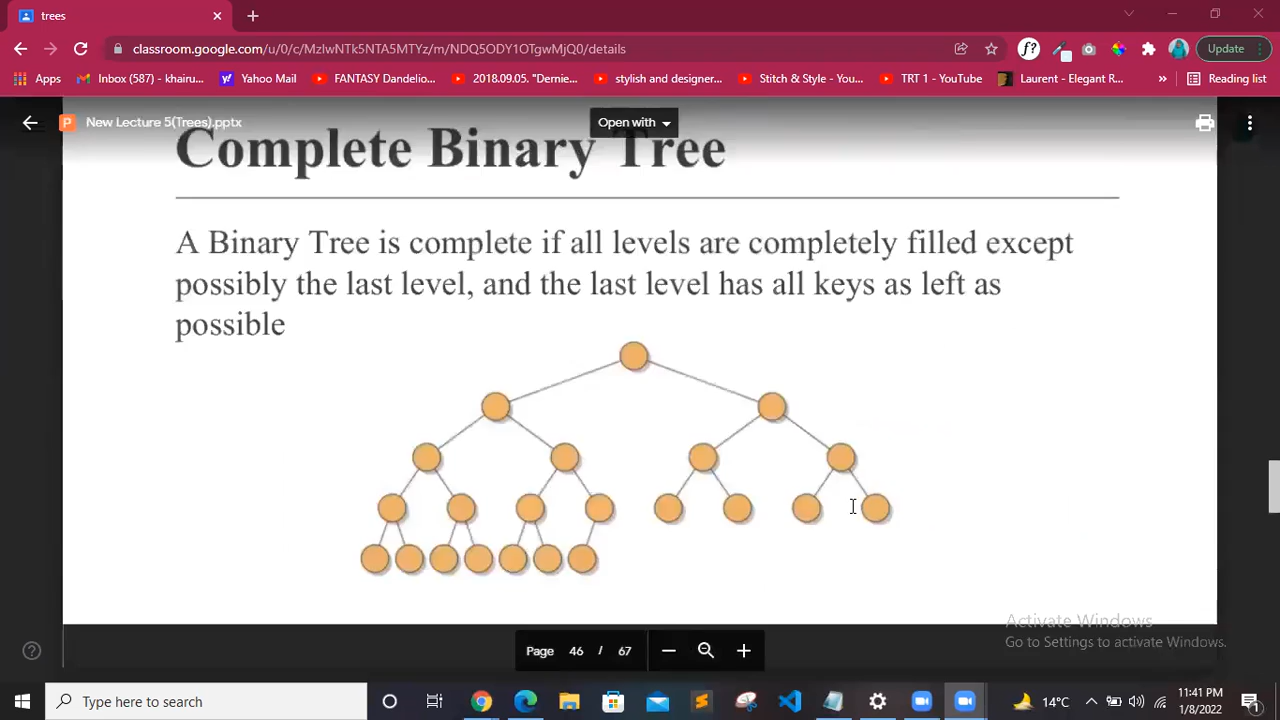 trees
classroom.google.com/u/0/c/MzIwNTk5NTA5MTYz/m/NDQ5ODY1OTgwMjQ0/details
Update
Apps
Inbox (587) - khairu...
Yahoo Mail
FANTASY Dandelio...
2018.09.05. "Dernie...
stylish and designer...
Stitch & Style - You...
TRT 1 - YouTube
Laurent - Elegant R...
»
Reading list
New Lecture 5(Trees).pptx
Open with
Complete Binary Tree
A Binary Tree is complete if all levels are completely filled except
possibly the last level, and the last level has all keys as left as
possible
Activate Windows
Go to Settings to activate Windows.
Page 46 / 67
Type here to search
14°C
11:41 PM
1/8/2022